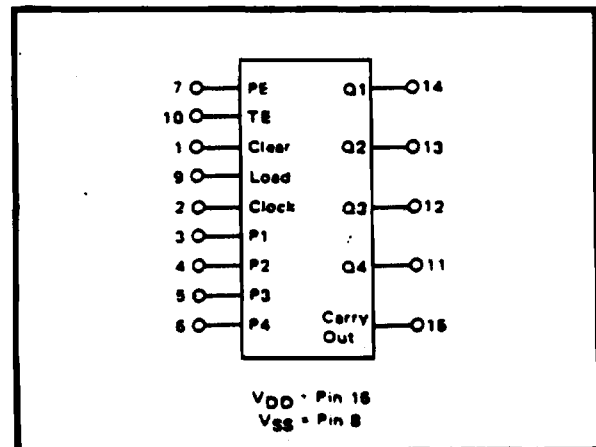 7 PE Q1 14
10 TE
1 Clear Q2 13
9 Load
2 Clock Q3 12
3 P1
4 P2 Q4 11
5 P3
6 P4 Carry Out 15
VDD = Pin 16
VSS = Pin 8